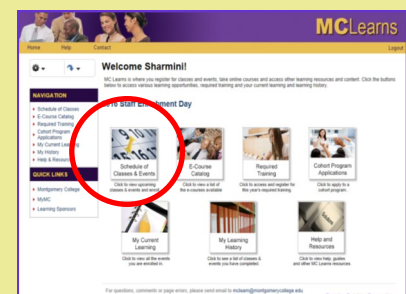 MCLearns
Home Help Contact Logout
Welcome Sharmini!
MC Learns is where you register for classes and events, take online courses and access other learning resources and content. Click the buttons
below to access various learning opportunities, required training and your current learning and learning history.
NAVIGATION
Schedule of Classes
E-Course Catalog
Required Training
Cohort Program
Applications
My Current Learning
My History
Help & Resources
QUICK LINKS
Montgomery College
MyMC
Learning Sponsors
Staff Enrichment Day
Schedule of
Classes & Events
Click to view upcoming
classes & events and enroll
E-Course
Catalog
Click to view a list of
the e-courses available
Required
Training
Click to access and register for
this year's required training.
Cohort Program
Applications
Click to apply to a
cohort program.
My Current
Learning
Click to view all the events
you are enrolled in.
My Learning
History
Click to see a list of classes &
events you have completed.
Help and
Resources
Click to view help, guides
and other MC Learns resources
For questions, comments or page errors, please send email to mclearn@montgomerycollege.edu.